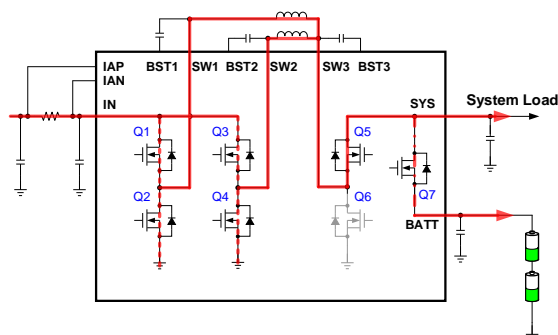 IAP
IAN
BST1 SW1 BST2 SW2 SW3 BST3
IN
SYS
System Load
Q1 Q3 Q5
Q7
Q2 Q4 Q6
BATT